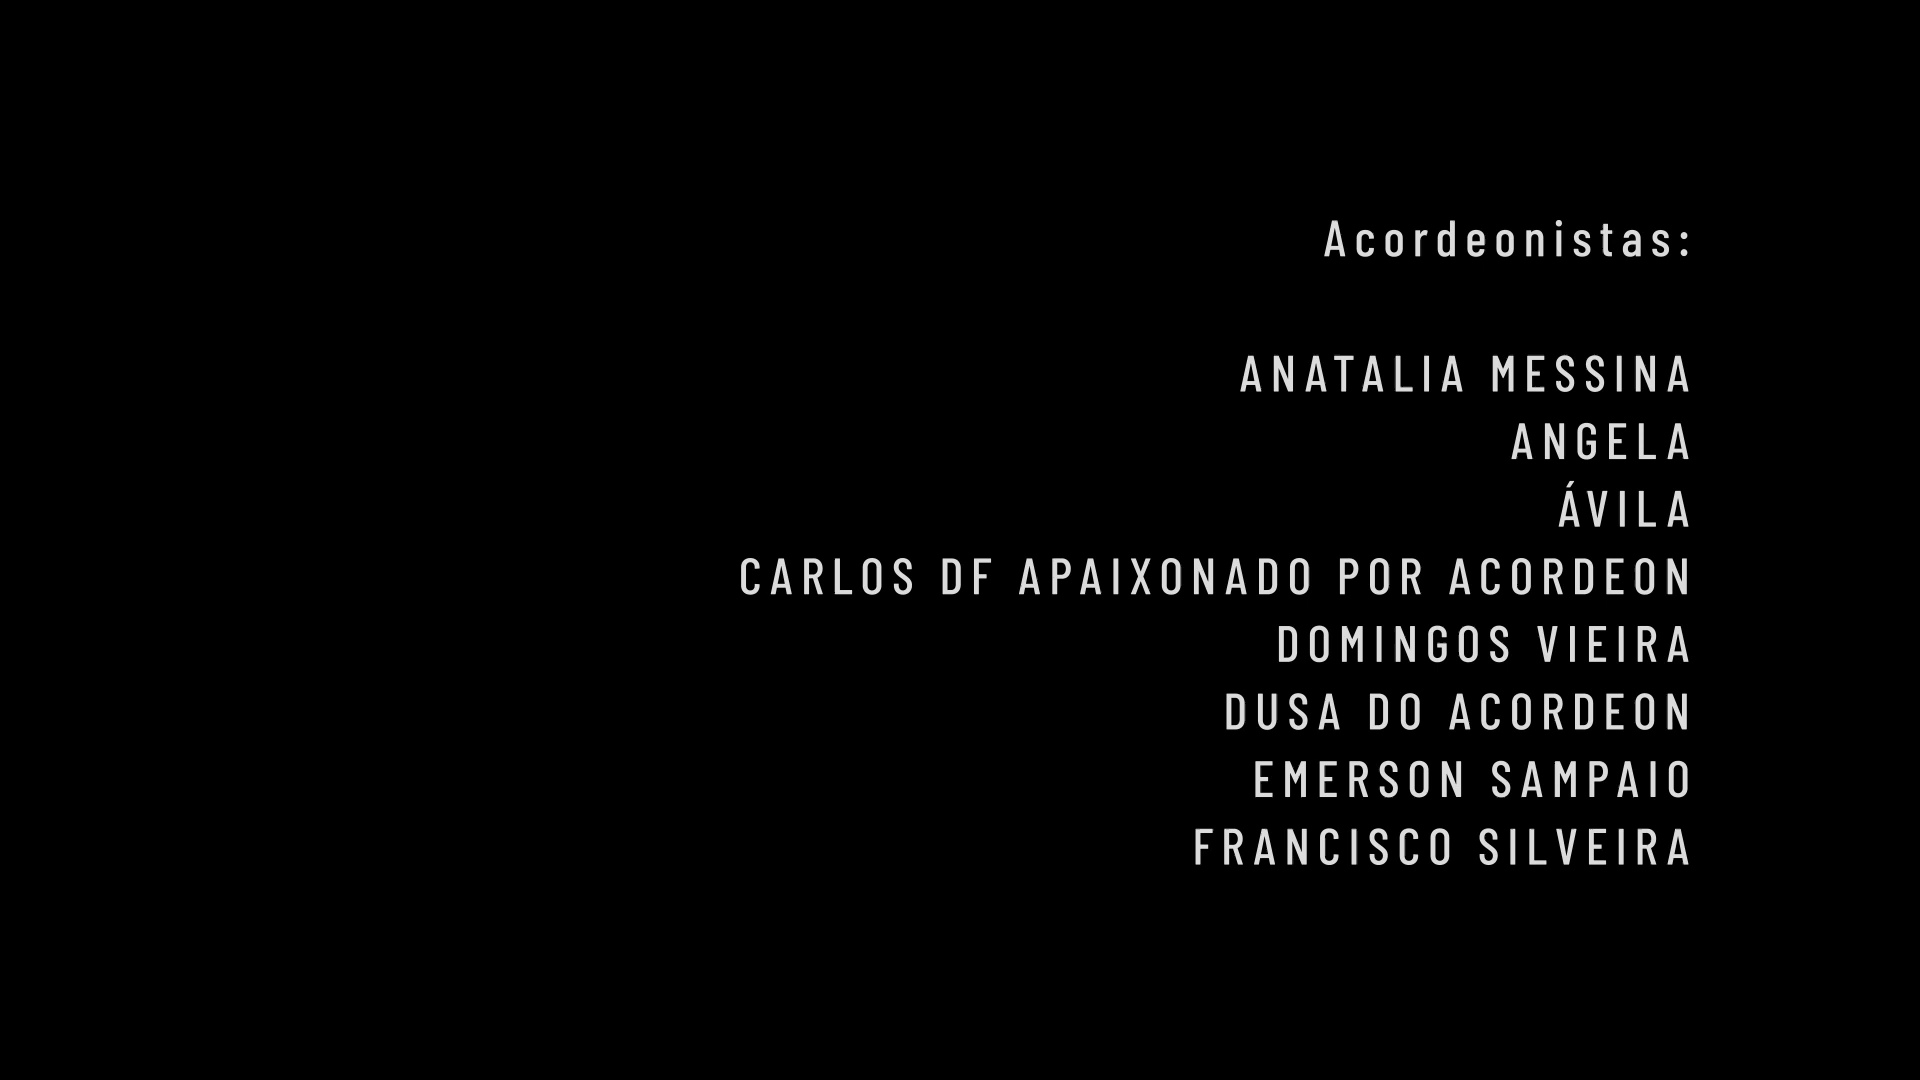 Acordeonistas:
ANATALIA MESSINA
ANGELA
ÁVILA
CARLOS DF APAIXONADO POR ACORDEON
DOMINGOS VIEIRA
DUSA DO ACORDEON
EMERSON SAMPAIO
FRANCISCO SILVEIRA